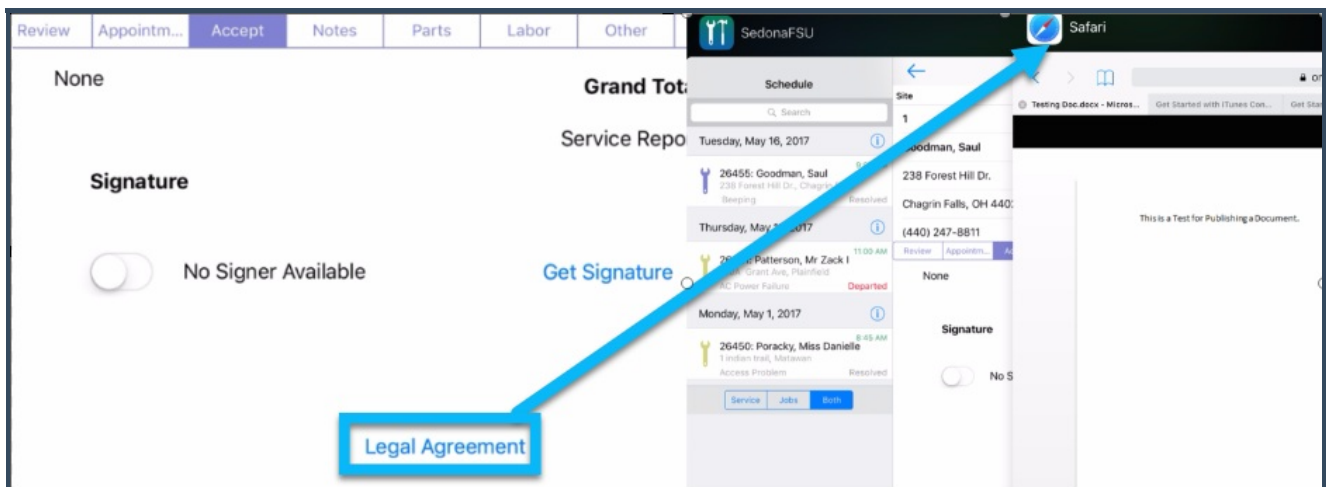 Review Appointm... Accept Notes Parts Labor Other
None
Grand Tota
Service Repo
Signature
No Signer Available
Get Signature
Legal Agreement
SedonaFSU
Schedule
Search
Tuesday, May 16, 2017
26455: Goodman, Saul
238 Forest Hill Dr., Chagrin
Beeping Resolved
Thursday, May 2017
11:00 AM
Patterson, Mr Zack I
Grant Ave, Plainfield
AC Power Failure Departed
Monday, May 1, 2017
8:45 AM
26450: Poracky, Miss Danielle
1 indian trail, Matawan
Access Problem Resolved
Service Jobs Both
Site
1
Goodman, Saul
238 Forest Hill Dr.
Chagrin Falls, OH 4402
(440) 247-8811
Review Appointm... Ac
None
Signature
No S
Safari
or
Testing Doc.docx - Micros... Get Started with iTunes Con... Get Star
This is a Test for Publishing a Document.